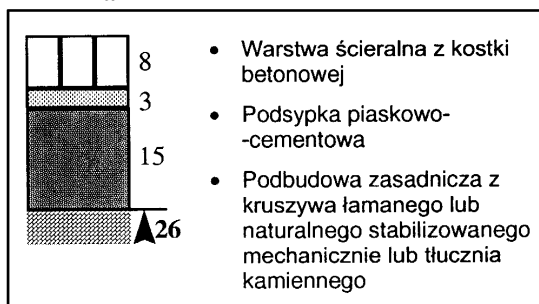 8
3
15
26
• Warstwa ścieralna z kostki
betonowej
• Podsypka piaskowo-
-cementowa
• Podbudowa zasadnicza z
kruszywa łamanego lub
naturalnego stabilizowanego
mechanicznie lub tłucznia
kamiennego